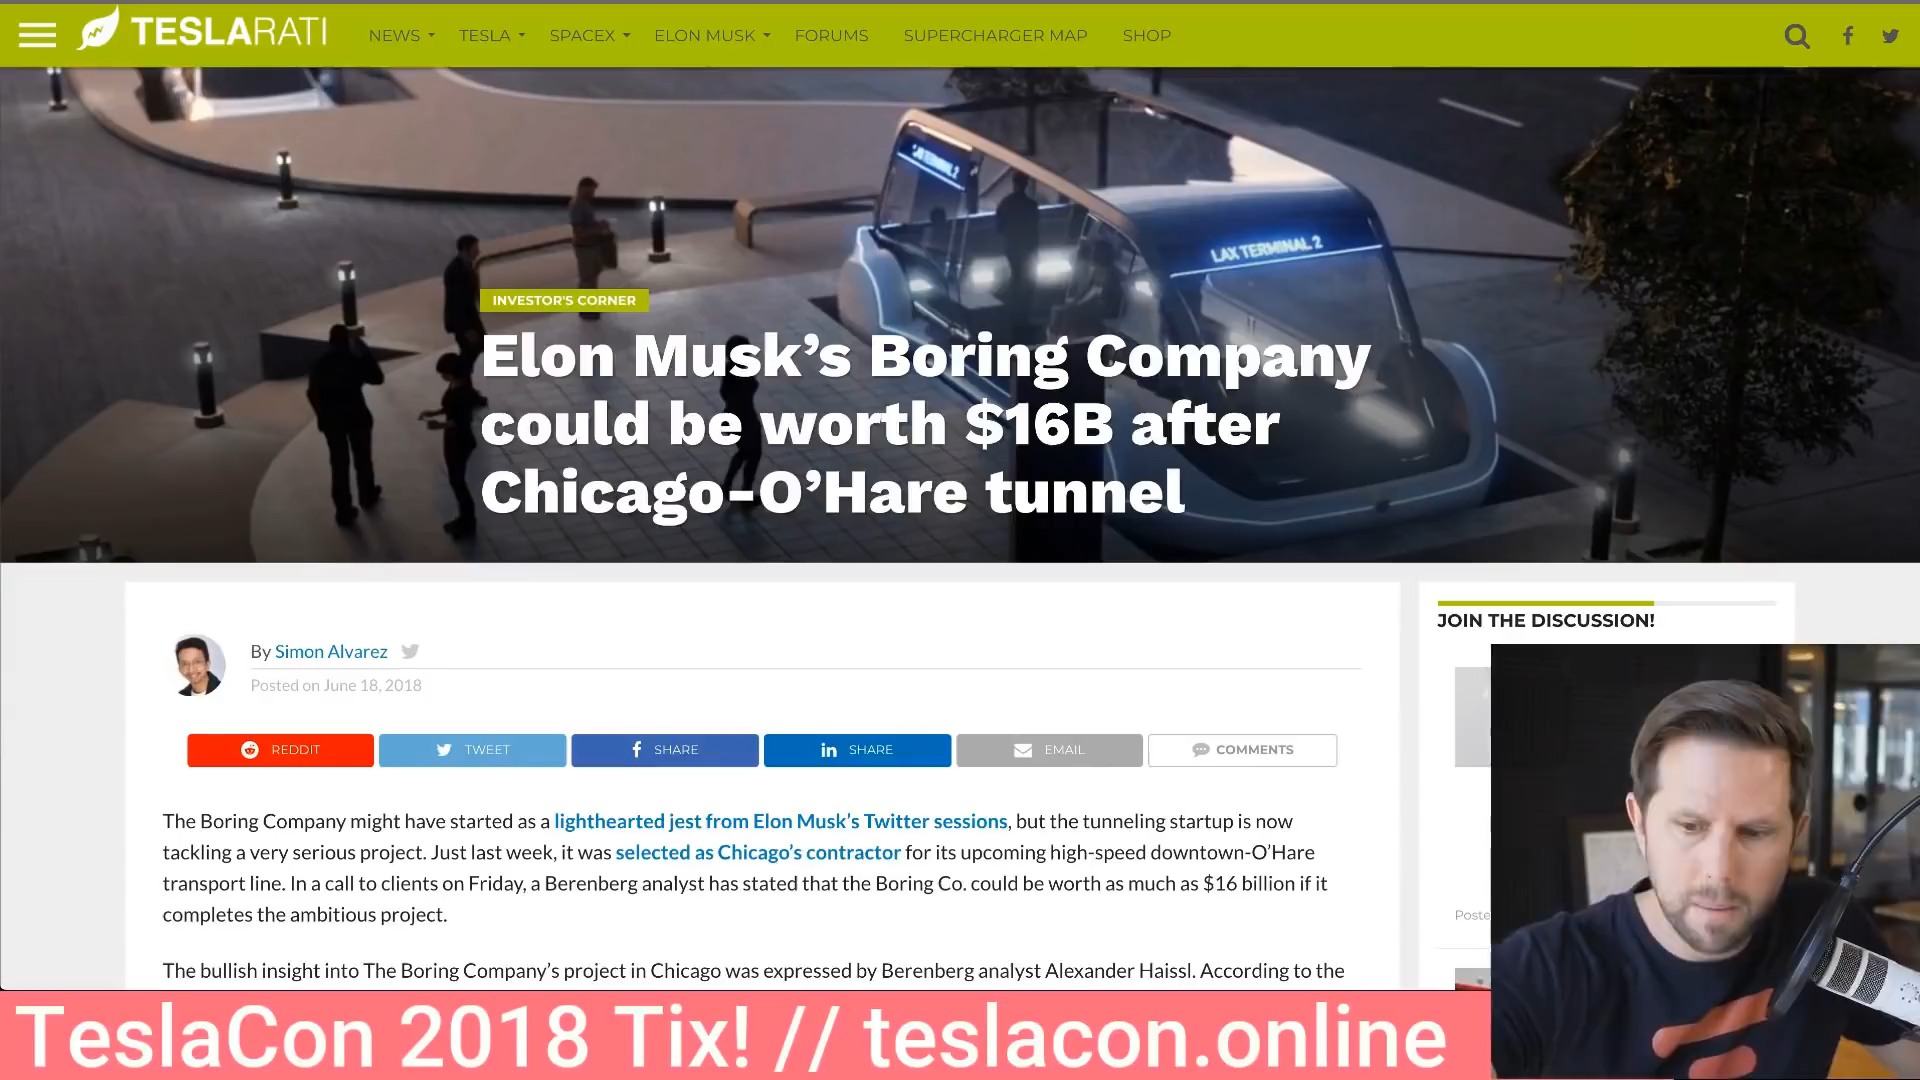 TESLARATI
NEWS TESLA SPACEX ELON MUSK FORUMS SUPERCHARGER MAP SHOP
LAX TERMINAL 2
INVESTOR'S CORNER
Elon Musk’s Boring Company
could be worth $16B after
Chicago-O’Hare tunnel
By Simon Alvarez
Posted on June 18, 2018
REDDIT TWEET SHARE SHARE EMAIL COMMENTS
The Boring Company might have started as a lighthearted jest from Elon Musk’s Twitter sessions, but the tunneling startup is now
tackling a very serious project. Just last week, it was selected as Chicago’s contractor for its upcoming high-speed downtown-O’Hare
transport line. In a call to clients on Friday, a Berenberg analyst has stated that the Boring Co. could be worth as much as $16 billion if it
completes the ambitious project.
The bullish insight into The Boring Company’s project in Chicago was expressed by Berenberg analyst Alexander Haissl. According to the
JOIN THE DISCUSSION!
Poste
TeslaCon 2018 Tix! // teslacon.online